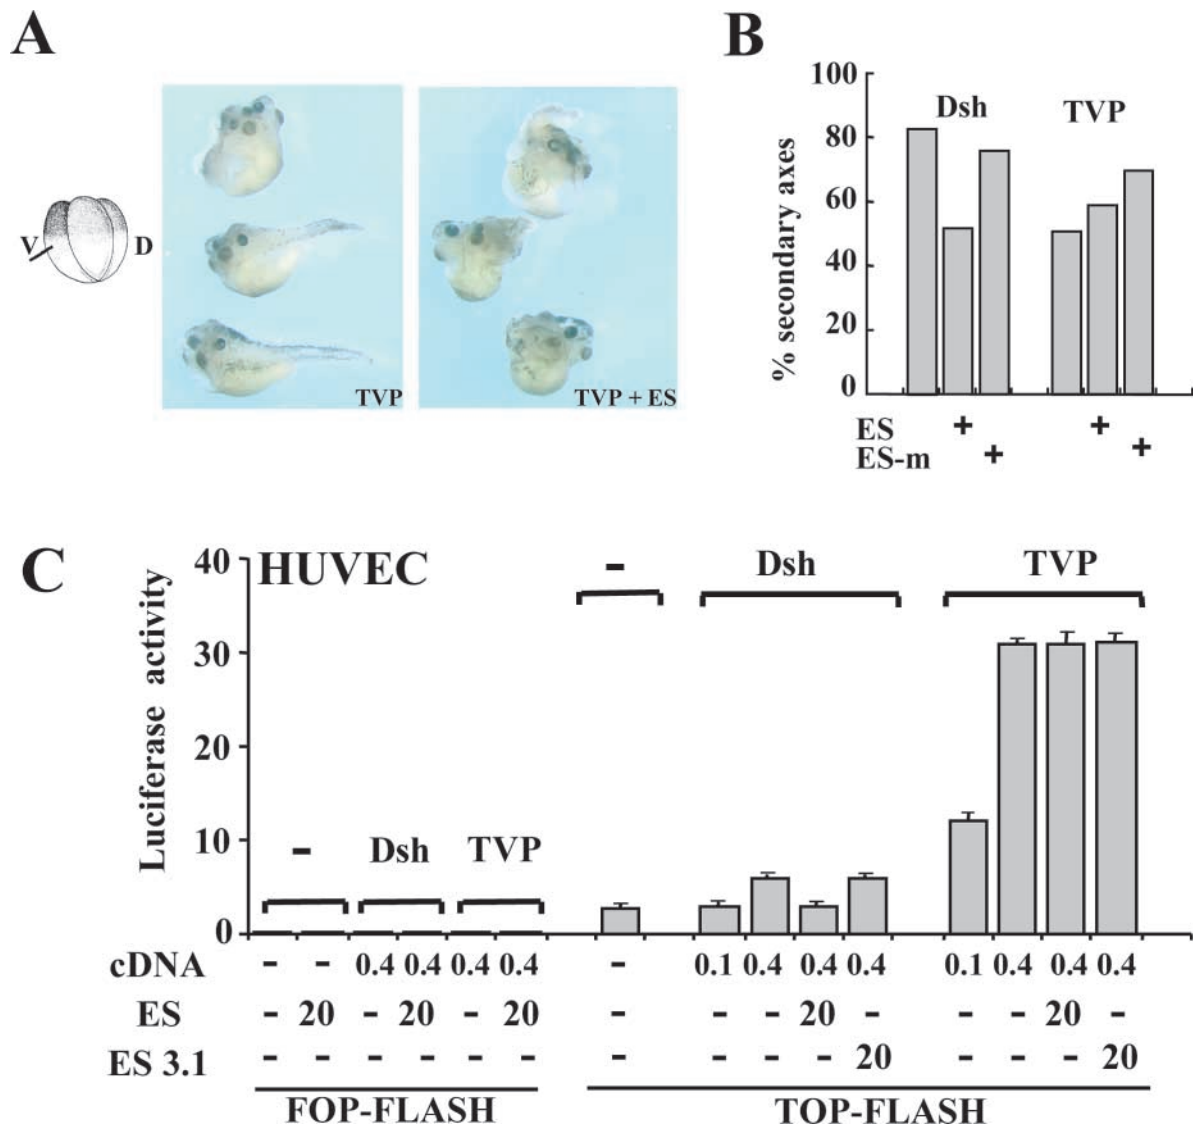 A
V D
TVP
TVP + ES
B
% secondary axes
100
80
60
40
20
0
Dsh TVP
ES + +
ES-m + +
C
HUVEC
Luciferase activity
40
30
20
10
0
- Dsh TVP
- Dsh TVP
cDNA - - 0.4 0.4 0.4 0.4 - 0.1 0.4 0.4 0.4 0.1 0.4 0.4 0.4
ES - 20 - 20 - 20 - - - 20 - - - 20 -
ES 3.1 - - - - - - - - - - 20 - - - 20
FOP-FLASH TOP-FLASH